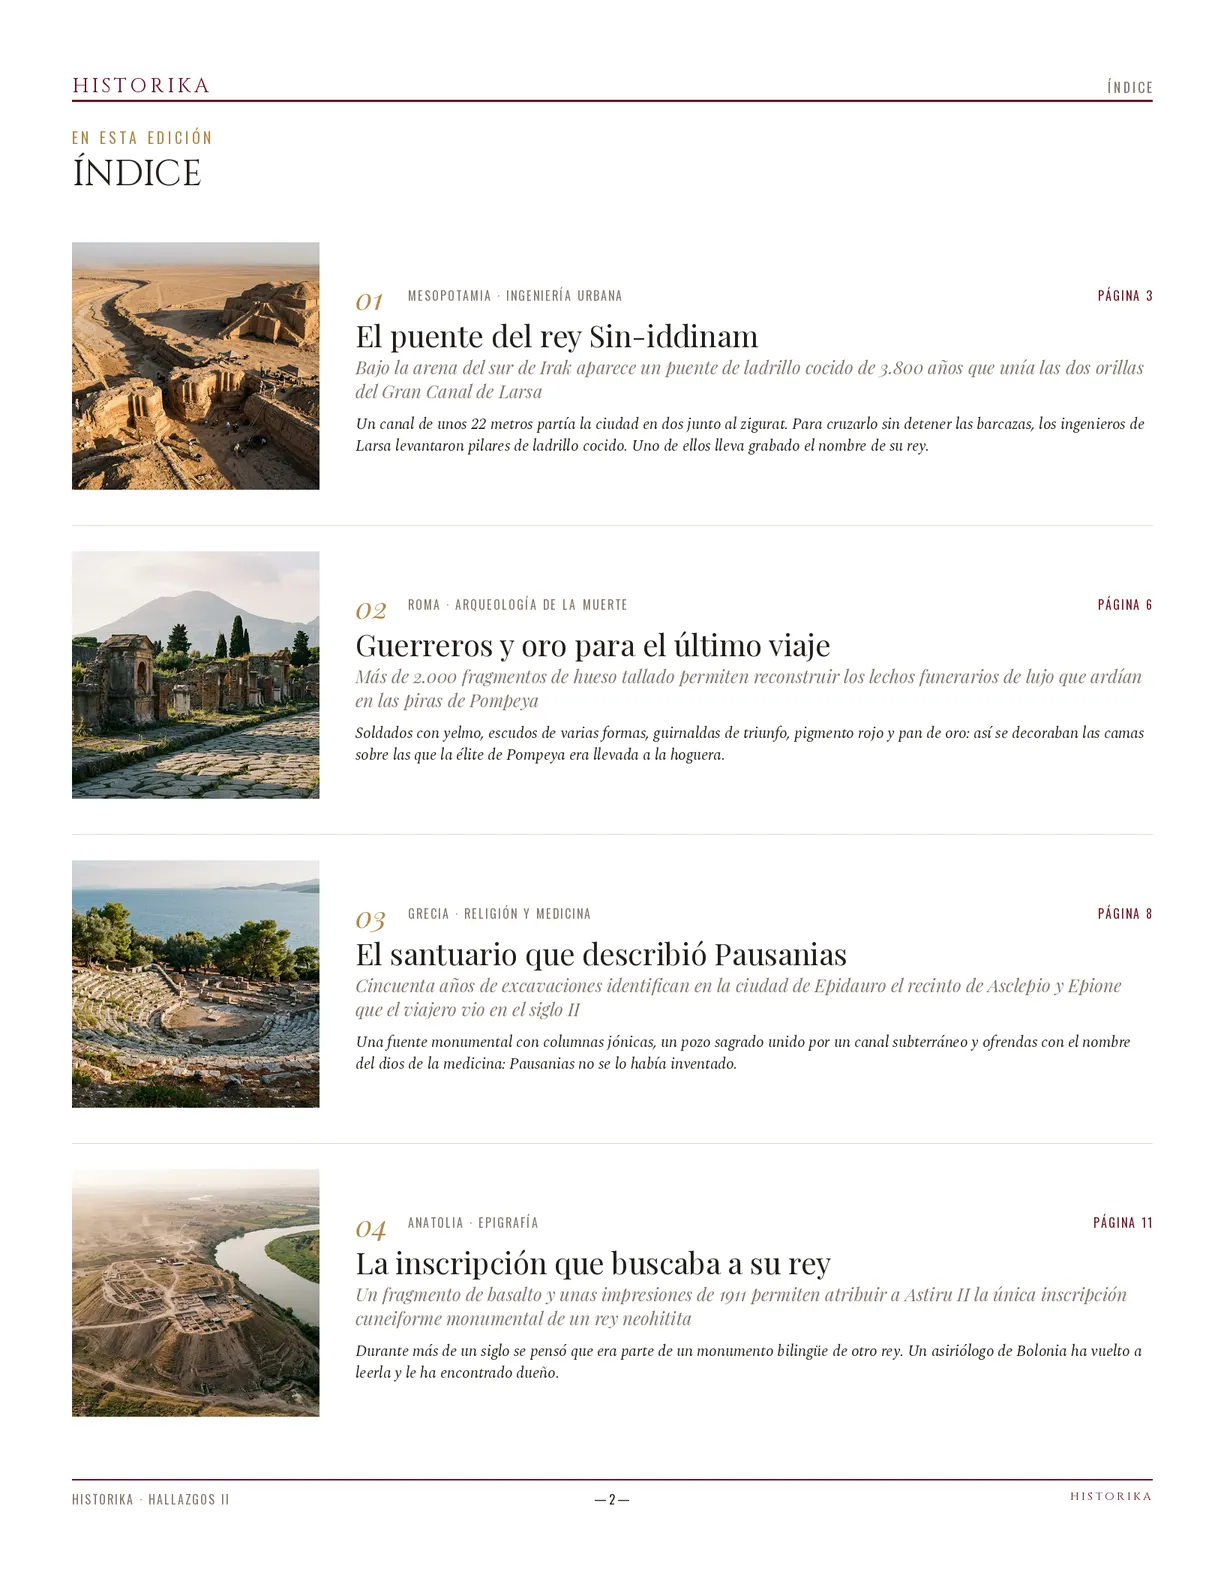 HISTORIKA
ÍNDICE
EN ESTA EDICIÓN
ÍNDICE
01 MESOPOTAMIA · INGENIERÍA URBANA PÁGINA 3
El puente del rey Sin-iddinam
Bajo la arena del sur de Irak aparece un puente de ladrillo cocido de 3.800 años que unía las dos orillas
del Gran Canal de Larsa
Un canal de unos 22 metros partía la ciudad en dos junto al zigurat. Para cruzarlo sin detener las barcazas, los ingenieros de
Larsa levantaron pilares de ladrillo cocido. Uno de ellos lleva grabado el nombre de su rey.
02 ROMA · ARQUEOLOGÍA DE LA MUERTE PÁGINA 6
Guerreros y oro para el último viaje
Más de 2.000 fragmentos de hueso tallado permiten reconstruir los lechos funerarios de lujo que ardían
en las piras de Pompeya
Soldados con yelmo, escudos de varias formas, guirnaldas de triunfo, pigmento rojo y pan de oro: así se decoraban las camas
sobre las que la élite de Pompeya era llevada a la hoguera.
03 GRECIA · RELIGIÓN Y MEDICINA PÁGINA 8
El santuario que describió Pausanias
Cincuenta años de excavaciones identifican en la ciudad de Epidauro el recinto de Asclepio y Epione
que el viajero vio en el siglo II
Una fuente monumental con columnas jónicas, un pozo sagrado unido por un canal subterráneo y ofrendas con el nombre
del dios de la medicina: Pausanias no se lo había inventado.
04 ANATOLIA · EPIGRAFÍA PÁGINA 11
La inscripción que buscaba a su rey
Un fragmento de basalto y unas impresiones de 1911 permiten atribuir a Astiru II la única inscripción
cuneiforme monumental de un rey neohitita
Durante más de un siglo se pensó que era parte de un monumento bilingüe de otro rey. Un asiriólogo de Bolonia ha vuelto a
leerla y le ha encontrado dueño.
HISTORIKA · HALLAZGOS II
— 2 —
HISTORIKA